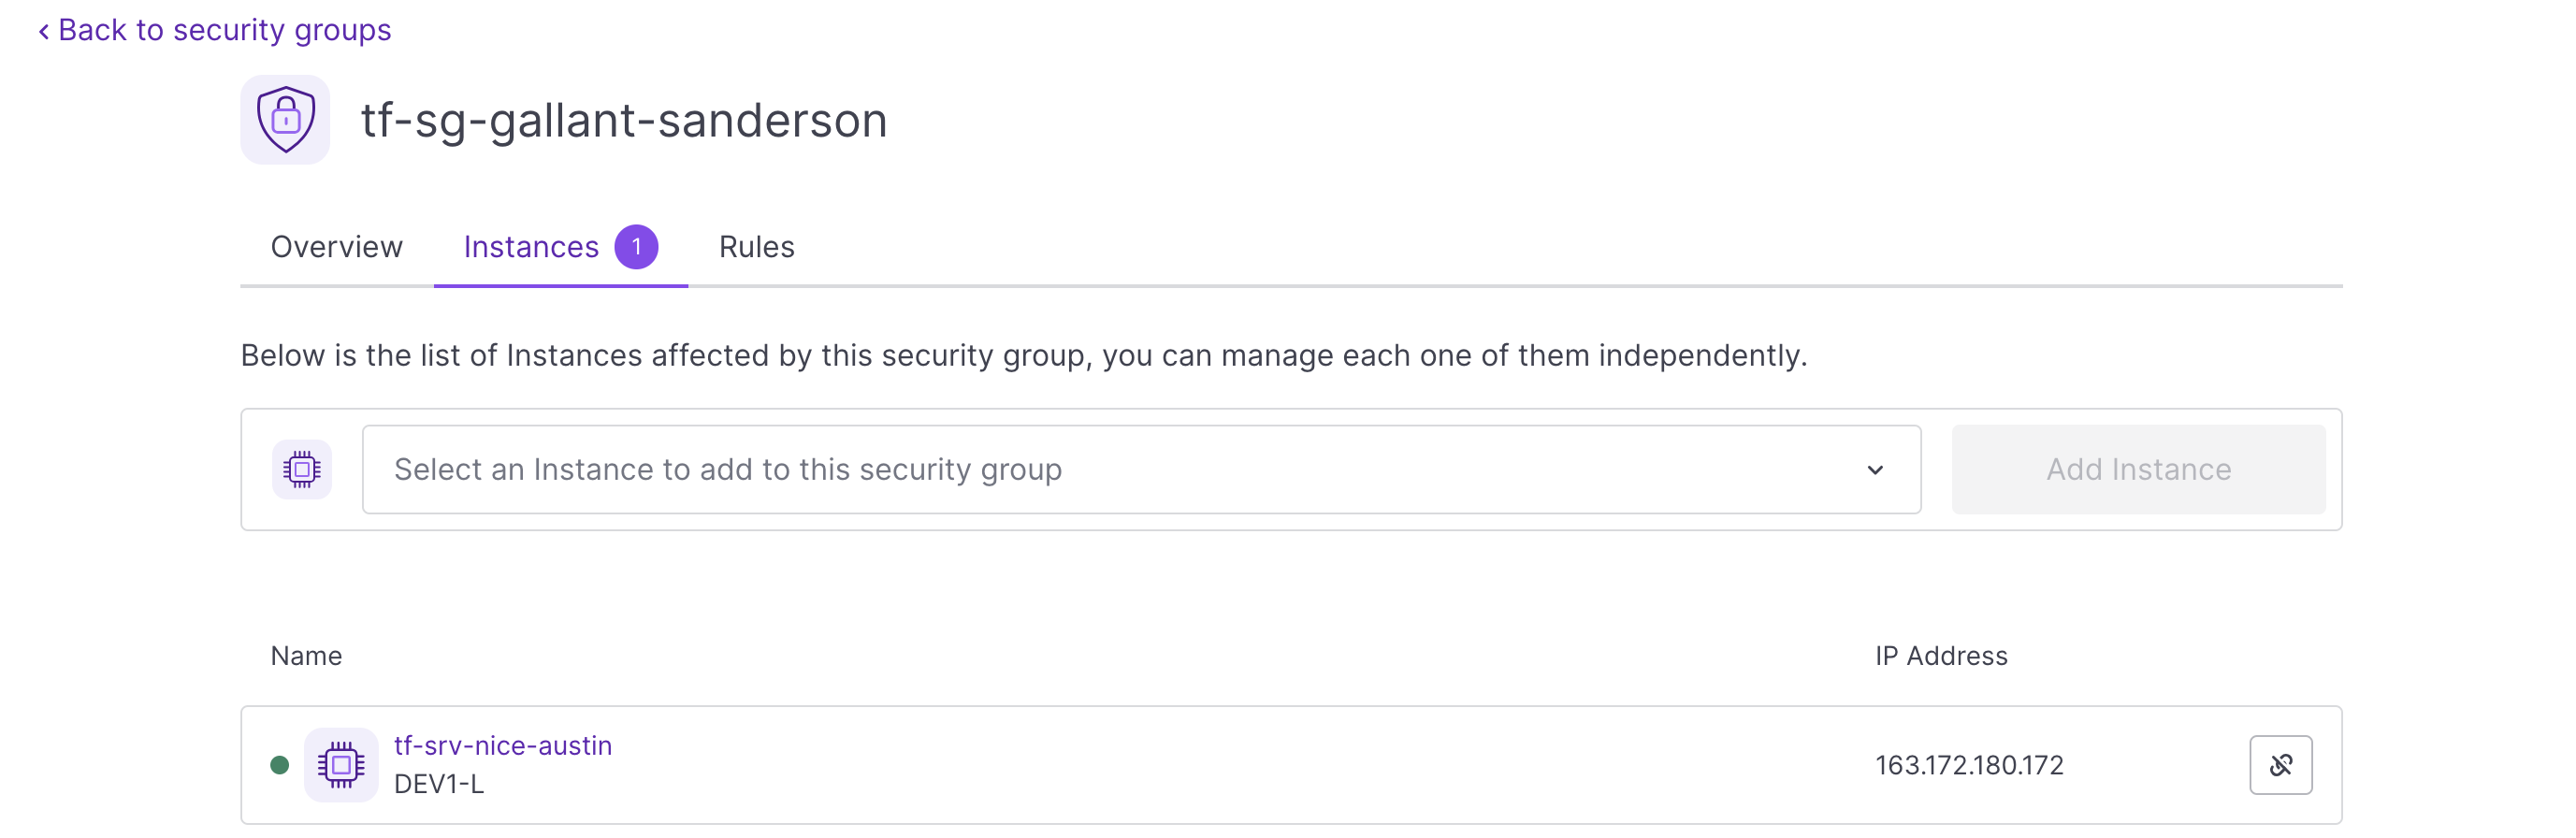 Back to security groups
tf-sg-gallant-sanderson
Overview Instances 1 Rules
Below is the list of Instances affected by this security group, you can manage each one of them independently.
Select an Instance to add to this security group Add Instance
Name IP Address
tf-srv-nice-austin
DEV1-L
163.172.180.172